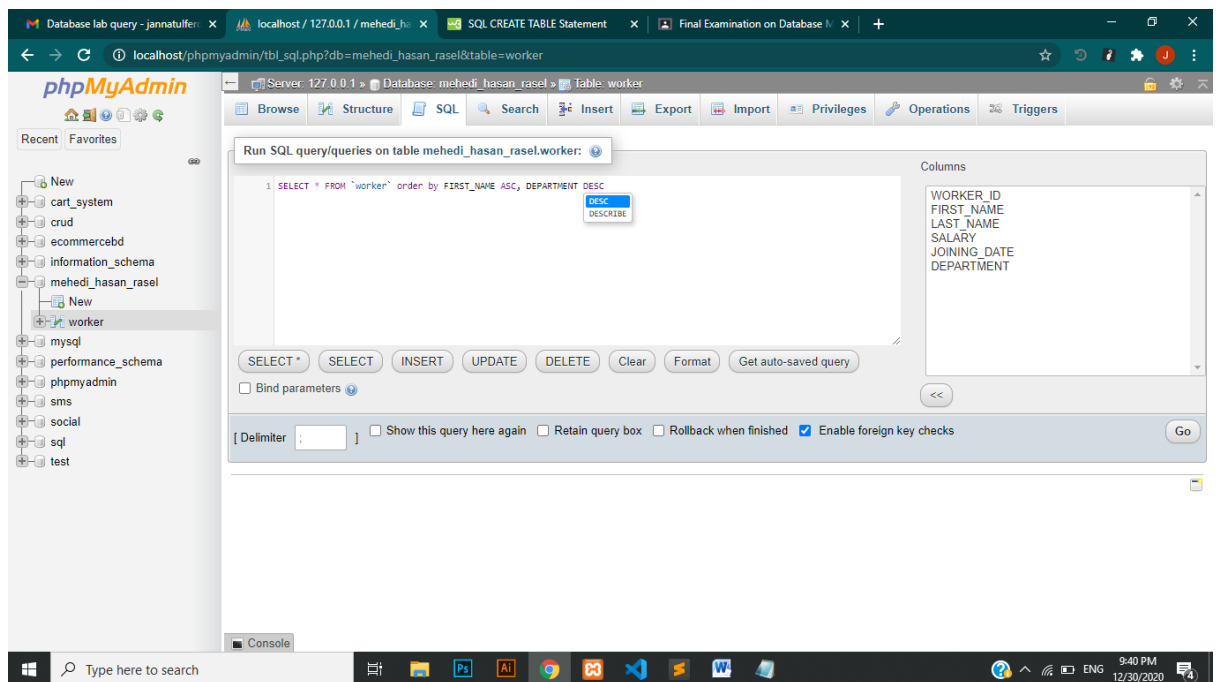 Database lab query - jannatulferd
localhost / 127.0.0.1 / mehedi_ha
SQL CREATE TABLE Statement
Final Examination on Database M
localhost/phpmyadmin/tbl_sql.php?db=mehedi_hasan_rasel&table=worker
J
phpMyAdmin
Recent Favorites
New
cart_system
crud
ecommercebd
information_schema
mehedi_hasan_rasel
New
worker
mysql
performance_schema
phpmyadmin
sms
social
sql
test
Server: 127.0.0.1 » Database: mehedi_hasan_rasel » Table: worker
Browse Structure SQL Search Insert Export Import Privileges Operations Triggers
Run SQL query/queries on table mehedi_hasan_rasel.worker:
1 SELECT * FROM `worker` order by FIRST_NAME ASC, DEPARTMENT DESC
DESC
DESCRIBE
Columns
WORKER_ID
FIRST_NAME
LAST_NAME
SALARY
JOINING_DATE
DEPARTMENT
SELECT * SELECT INSERT UPDATE DELETE Clear Format Get auto-saved query
<<
Bind parameters
[ Delimiter ; ] Show this query here again Retain query box Rollback when finished Enable foreign key checks Go
Console
Type here to search
Ps Ai W
ENG
9:40 PM
12/30/2020
4